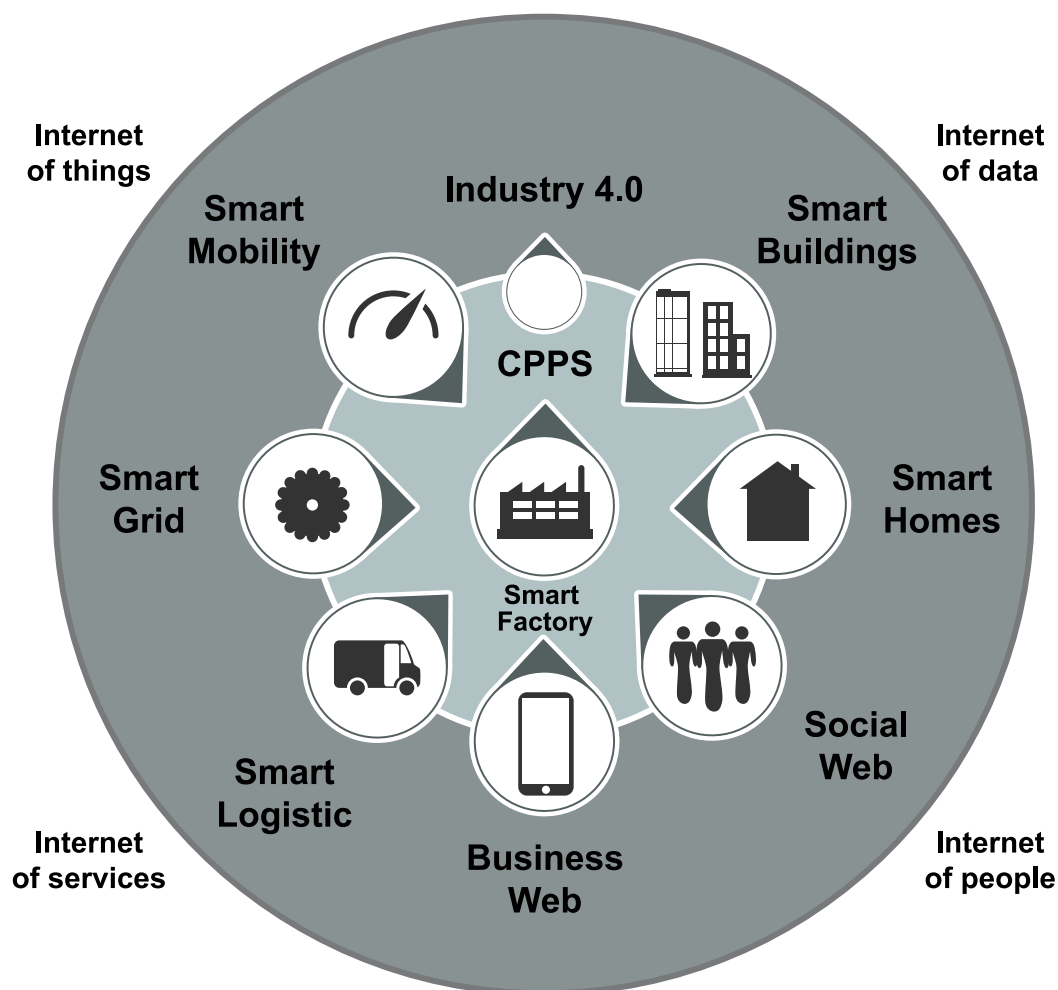 Internet
of things
Internet
of data
Industry 4.0
Smart
Mobility
Smart
Buildings
CPPS
Smart
Grid
Smart
Homes
Smart
Factory
Smart
Logistic
Social
Web
Business
Web
Internet
of services
Internet
of people